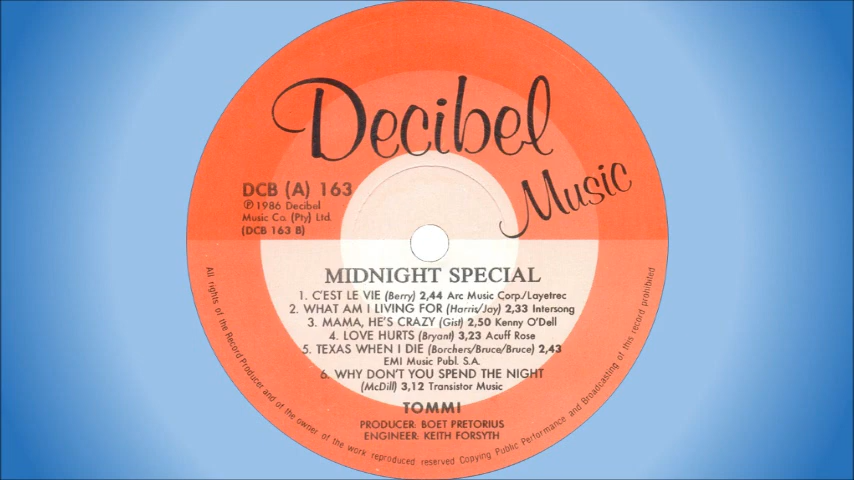 Decibel
Music
DCB (A) 163
℗ 1986 Decibel
Music Co. (Pty) Ltd.
(DCB 163 B)
MIDNIGHT SPECIAL
1. C'EST LE VIE (Berry) 2,44 Arc Music Corp/Layetrec
2. WHAT AM I LIVING FOR (Harris/Jay) 2,33 Intersong
3. MAMA, HE'S CRAZY (Gist) 2,50 Kenny O'Dell
4. LOVE HURTS (Bryant) 3,23 Acuff Rose
5. TEXAS WHEN I DIE (Borchers/Bruce/Bruce) 2,43
EMI Music Publ. S.A.
6. WHY DON'T YOU SPEND THE NIGHT
(McDill) 3,12 Transistor Music
TOMMI
PRODUCER: BOET PRETORIUS
ENGINEER: KEITH FORSYTH
All rights of the Record Producer and of the owner of the work reproduced reserved Copying Public Performance and Broadcasting of this record prohibited